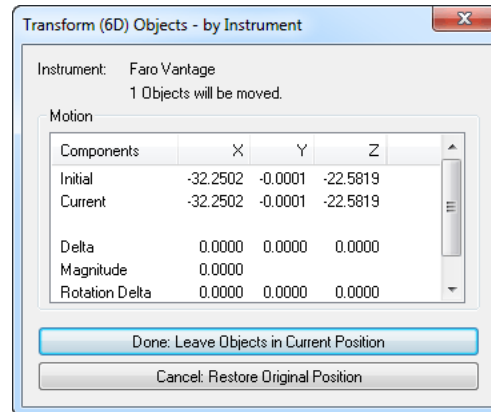 Transform (6D) Objects - by Instrument
Instrument: Faro Vantage
1 Objects will be moved.
Motion
Components X Y Z
Initial -32.2502 -0.0001 -22.5819
Current -32.2502 -0.0001 -22.5819
Delta 0.0000 0.0000 0.0000
Magnitude 0.0000
Rotation Delta 0.0000 0.0000 0.0000
Done: Leave Objects in Current Position
Cancel: Restore Original Position